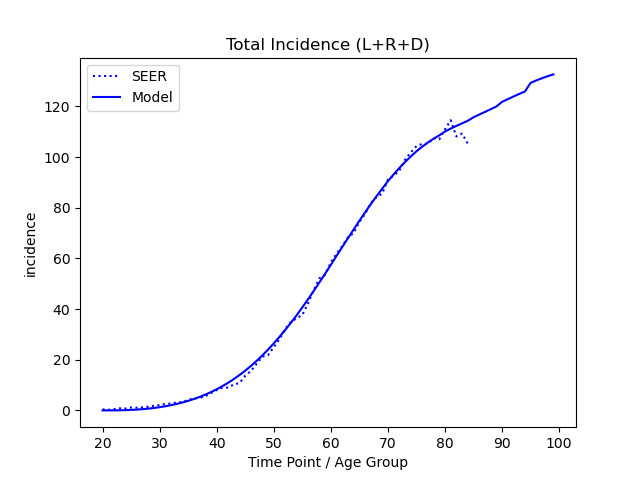 Total Incidence (L+R+D)
SEER
Model
120
100
80
60
40
20
0
incidence
20 30 40 50 60 70 80 90 100
Time Point / Age Group